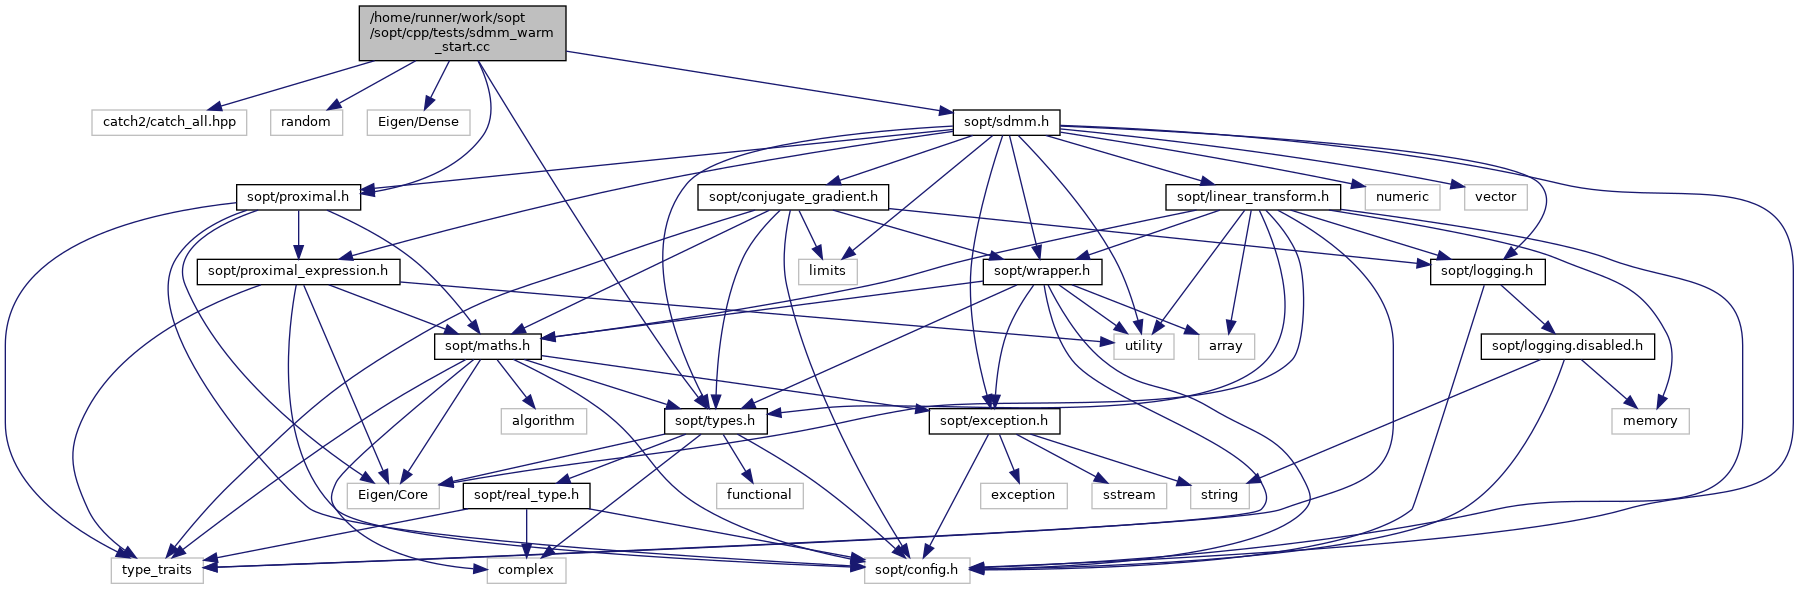 /home/runner/work/sopt
/sopt/cpp/tests/sdmm_warm
_start.cc
catch2/catch_all.hpp
random
Eigen/Dense
sopt/sdmm.h
sopt/proximal.h
sopt/conjugate_gradient.h
sopt/linear_transform.h
numeric
vector
sopt/proximal_expression.h
limits
sopt/wrapper.h
sopt/logging.h
sopt/maths.h
utility
array
sopt/logging.disabled.h
algorithm
sopt/types.h
sopt/exception.h
memory
Eigen/Core
sopt/real_type.h
functional
exception
sstream
string
type_traits
complex
sopt/config.h